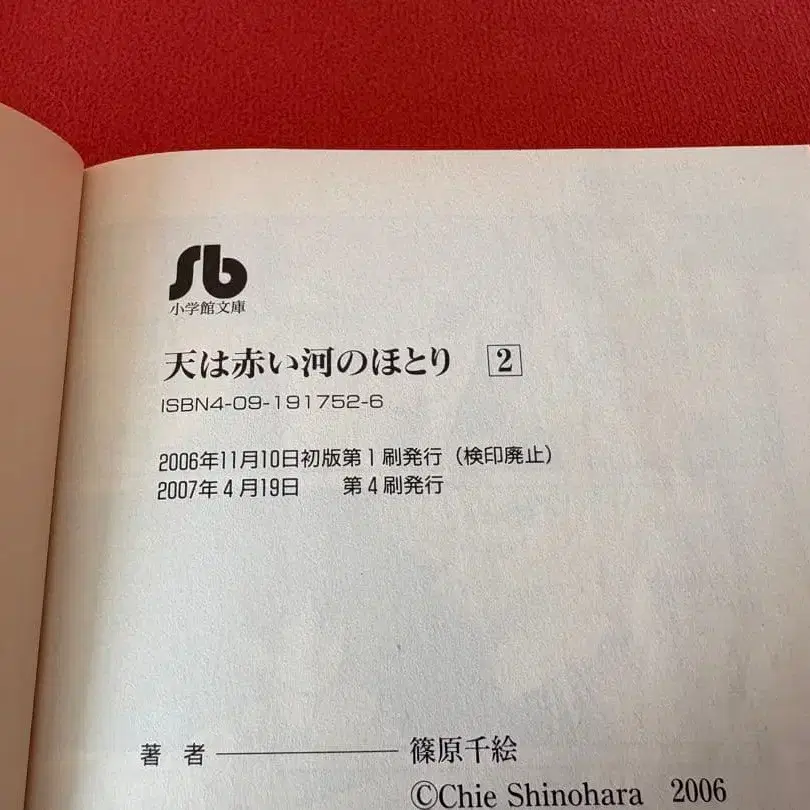 Sb
小学館文庫
天は赤い河のほとり 2
ISBN4-09-191752-6
2006年11月10日初版第1刷発行（検印廃止）
2007年4月19日 第4刷発行
著者 ── 篠原千絵
©Chie Shinohara 2006